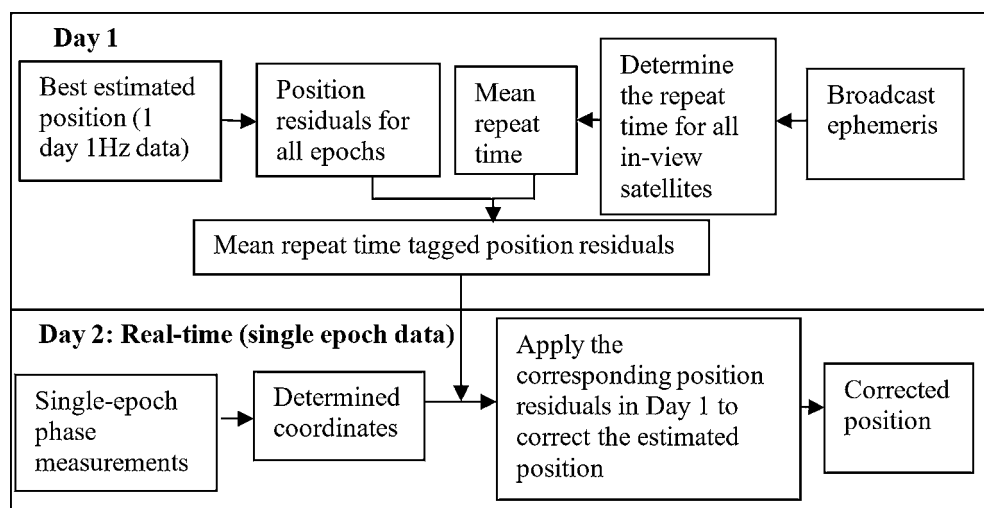 Day 1
Best estimated
position (1
day 1Hz data)
Position
residuals for
all epochs
Mean
repeat
time
Determine
the repeat
time for all
in-view
satellites
Broadcast
ephemeris
Mean repeat time tagged position residuals
Day 2: Real-time (single epoch data)
Single-epoch
phase
measurements
Determined
coordinates
Apply the
corresponding position
residuals in Day 1 to
correct the estimated
position
Corrected
position